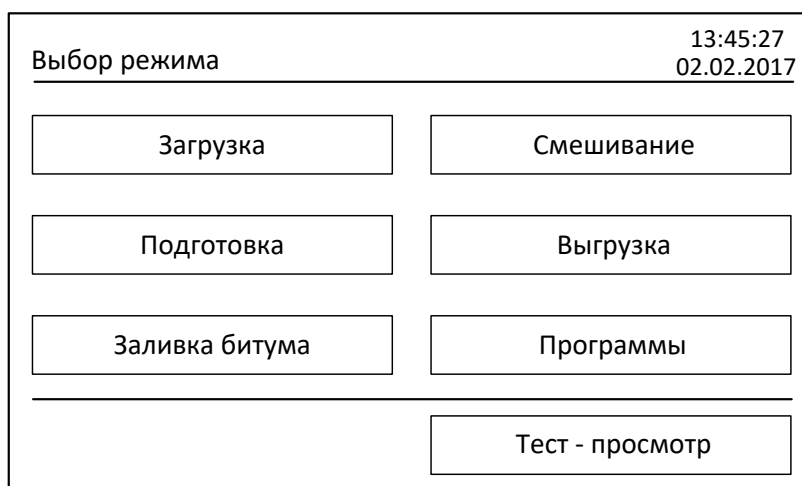 Выбор режима
13:45:27
02.02.2017
Загрузка
Смешивание
Подготовка
Выгрузка
Заливка битума
Программы
Тест - просмотр